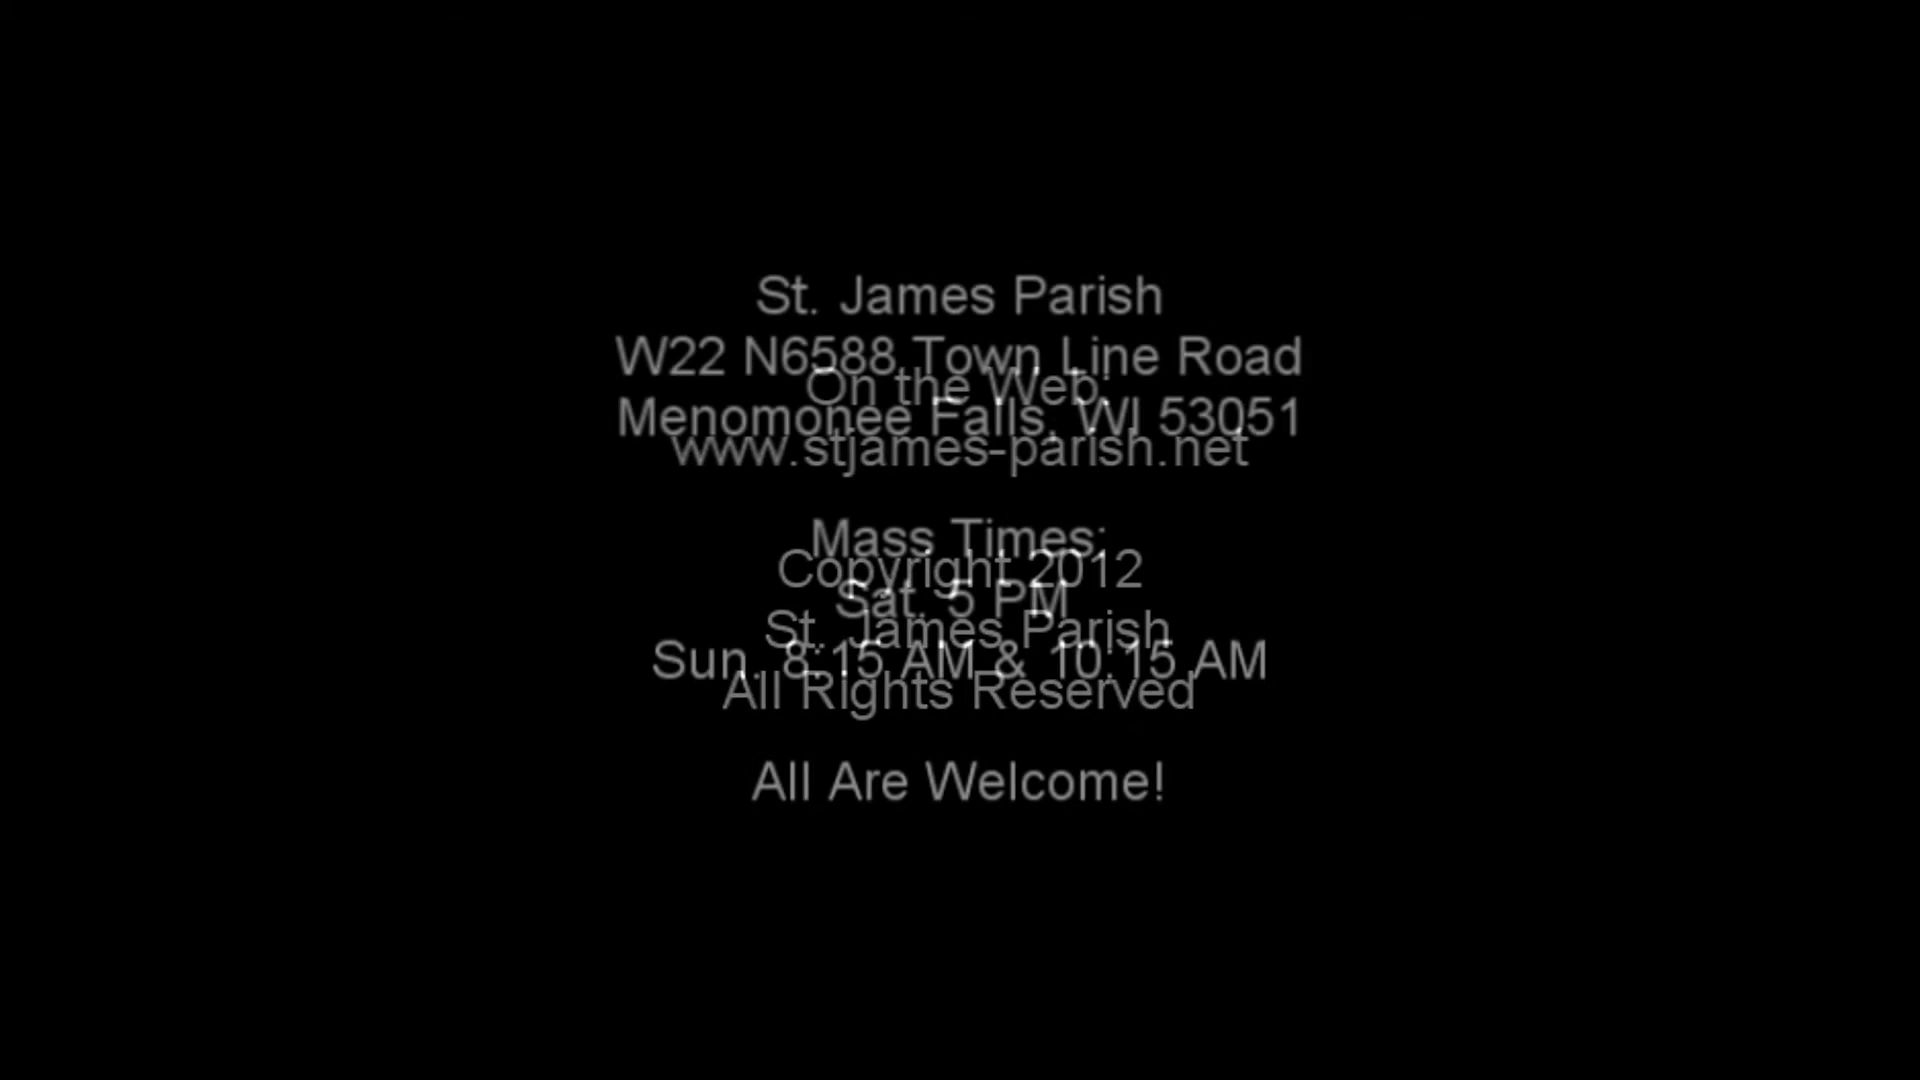 St. James Parish
W22 N6588 Town Line Road
Menomonee Falls, WI 53051
Mass Times:
Sat. 5 PM
Sun. 8:15 AM & 10:15 AM
All Are Welcome!
On the Web:
www.stjames-parish.net
Copyright 2012
St. James Parish
All Rights Reserved